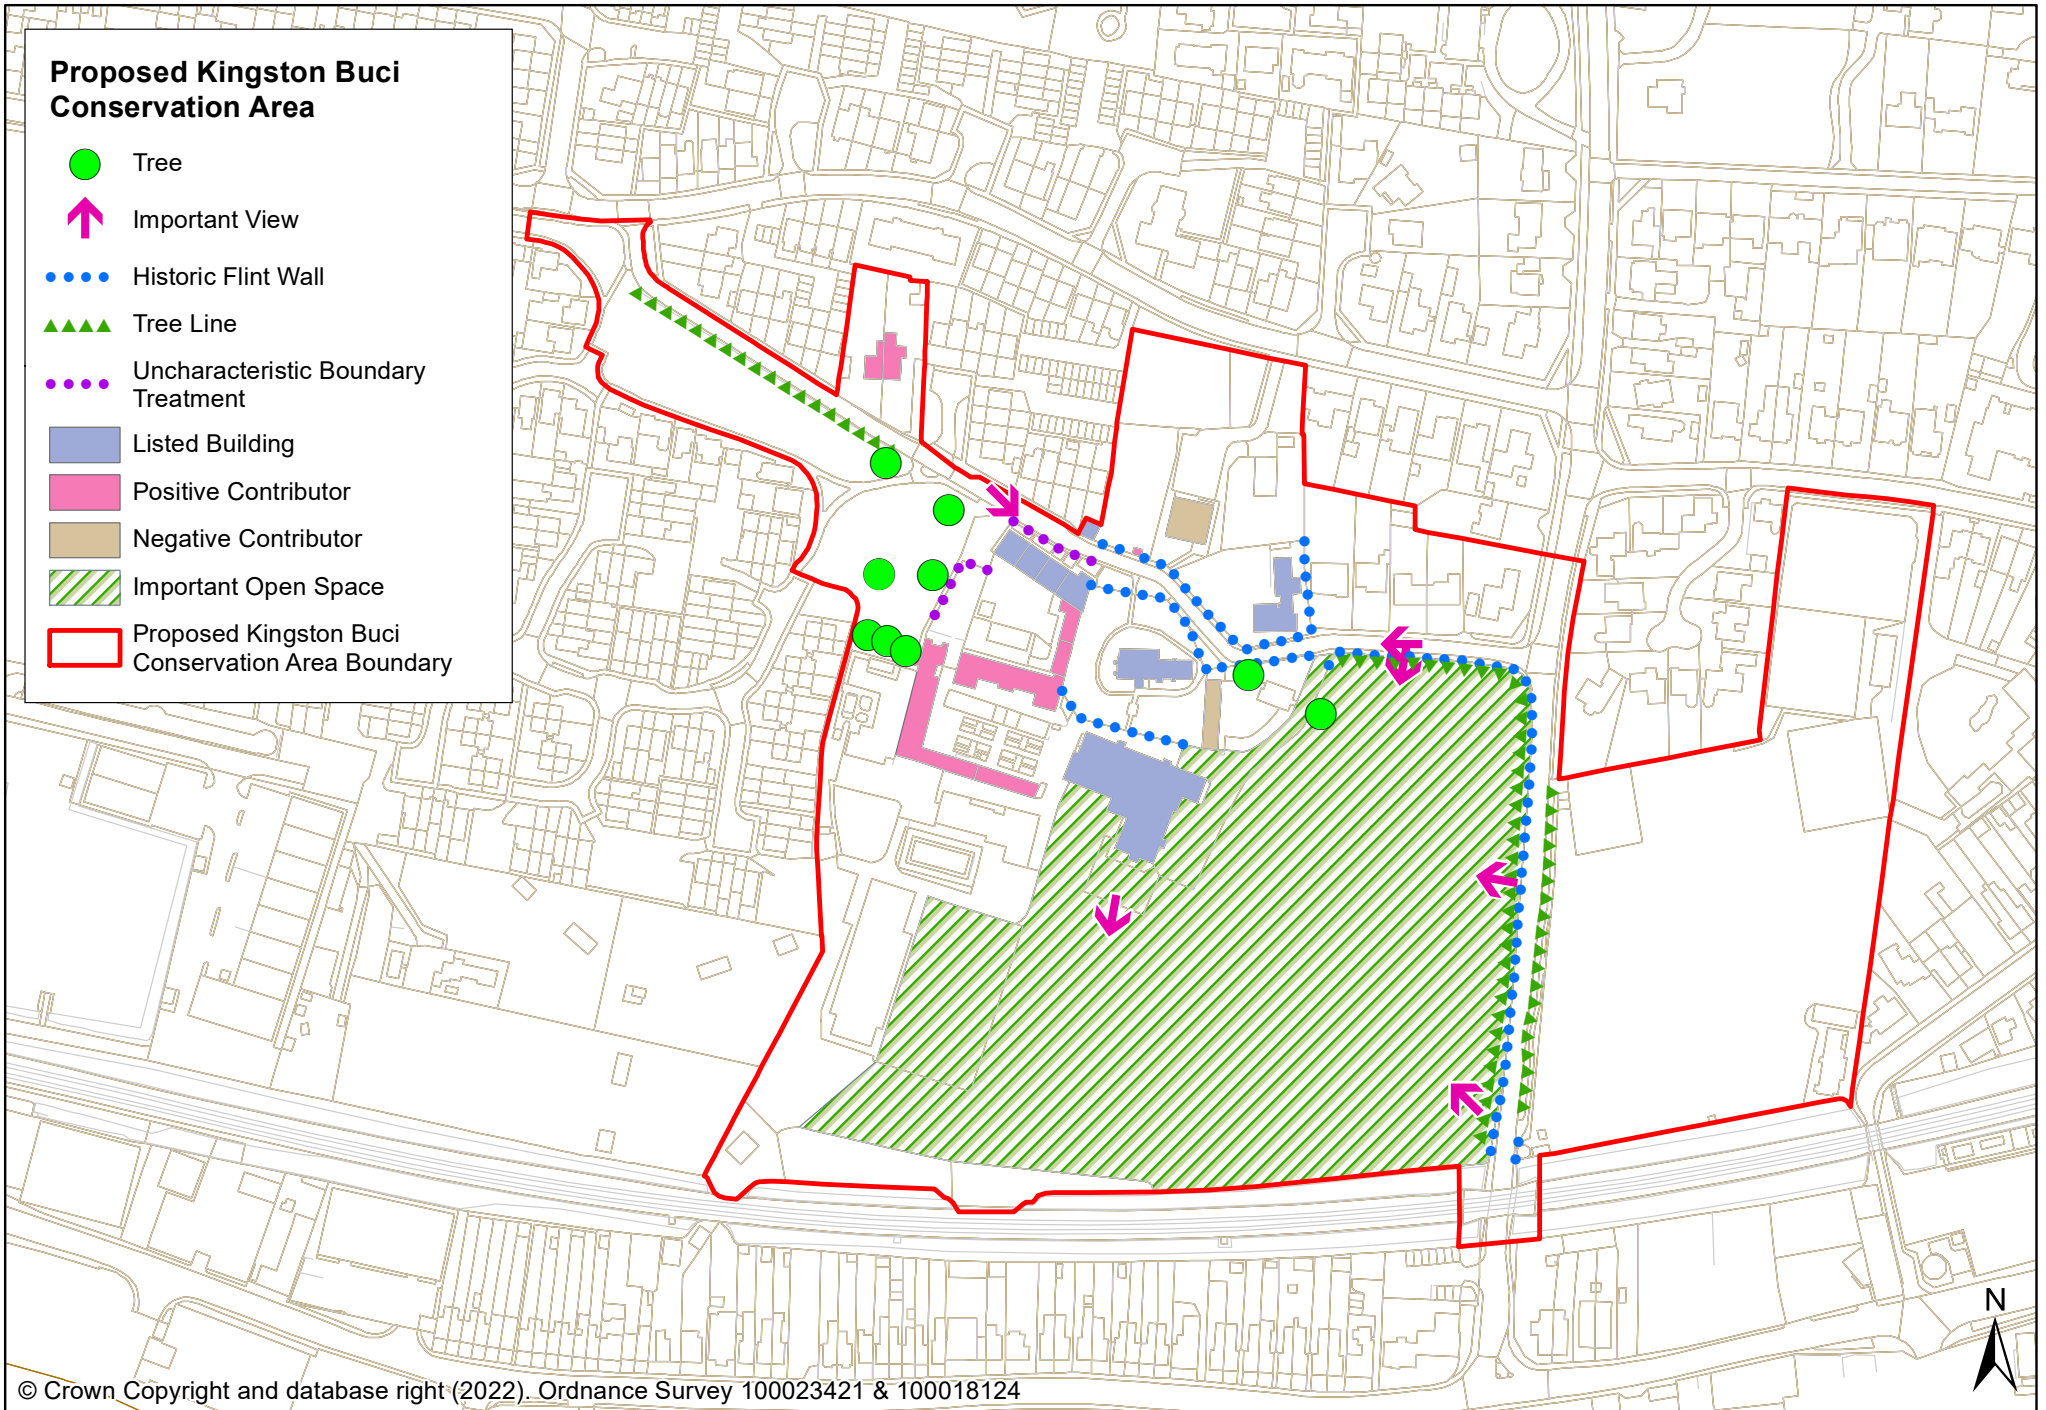 Proposed Kingston Buci
Conservation Area
Tree
Important View
Historic Flint Wall
Tree Line
Uncharacteristic Boundary
Treatment
Listed Building
Positive Contributor
Negative Contributor
Important Open Space
Proposed Kingston Buci
Conservation Area Boundary
N
© Crown Copyright and database right (2022). Ordnance Survey 100023421 & 100018124